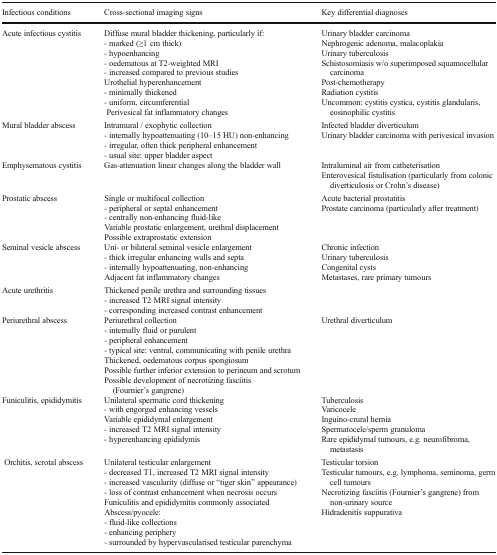 Infectious conditions
Cross-sectional imaging signs
Key differential diagnoses
Acute infectious cystitis
Diffuse mural bladder thickening, particularly if:
- marked (≥1 cm thick)
- hypoenhancing
- oedematous at T2-weighted MRI
- increased compared to previous studies
Urothelial hyperenhancement
- minimally thickened
- uniform, circumferential
Perivesical fat inflammatory changes
Urinary bladder carcinoma
Nephrogenic adenoma, malacoplakia
Urinary tuberculosis
Schistosomiasis w/o superimposed squamocellular
carcinoma
Post-chemotherapy
Radiation cystitis
Uncommon: cystitis cystica, cystitis glandularis,
eosinophilic cystitis
Mural bladder abscess
Intramural / exophytic collection
- internally hypoattenuating (10–15 HU) non-enhancing
- irregular, often thick peripheral enhancement
- usual site: upper bladder aspect
Infected bladder diverticulum
Urinary bladder carcinoma with perivesical invasion
Emphysematous cystitis
Gas-attenuation linear changes along the bladder wall
Intraluminal air from catheterisation
Enterovesical fistulisation (particularly from colonic
diverticulosis or Crohn's disease)
Prostatic abscess
Single or multifocal collection
- peripheral or septal enhancement
- centrally non-enhancing fluid-like
Variable prostatic enlargement, urethral displacement
Possible extraprostatic extension
Acute bacterial prostatitis
Prostate carcinoma (particularly after treatment)
Seminal vesicle abscess
Uni- or bilateral seminal vesicle enlargement
- thick irregular enhancing walls and septa
- internally hypoattenuating, non-enhancing
Adjacent fat inflammatory changes
Chronic infection
Urinary tuberculosis
Congenital cysts
Metastases, rare primary tumours
Acute urethritis
Thickened penile urethra and surrounding tissues
- increased T2 MRI signal intensity
- corresponding increased contrast enhancement
Periurethral abscess
Periurethral collection
- internally fluid or purulent
- peripheral enhancement
- typical site: ventral, communicating with penile urethra
Thickened, oedematous corpus spongiosum
Possible further inferior extension to perineum and scrotum
Possible development of necrotizing fasciitis
(Fournier's gangrene)
Urethral diverticulum
Funiculitis, epididymitis
Unilateral spermatic cord thickening
- with engorged enhancing vessels
Variable epididymal enlargement
- increased T2 MRI signal intensity
- hyperenhancing epididymis
Tuberculosis
Varicocele
Inguino-crural hernia
Spermatocele/sperm granuloma
Rare epididymal tumours, e.g. neurofibroma,
metastasis
Orchitis, scrotal abscess
Unilateral testicular enlargement
- decreased T1, increased T2 MRI signal intensity
- increased vascularity (diffuse or "tiger skin" appearance)
- loss of contrast enhancement when necrosis occurs
Funiculitis and epididymitis commonly associated
Abscess/pyocele:
- fluid-like collections
- enhancing periphery
- surrounded by hypervascularised testicular parenchyma
Testicular torsion
Testicular tumours, e.g. lymphoma, seminoma, germ
cell tumours
Necrotizing fasciitis (Fournier's gangrene) from
non-urinary source
Hidradenitis suppurativa